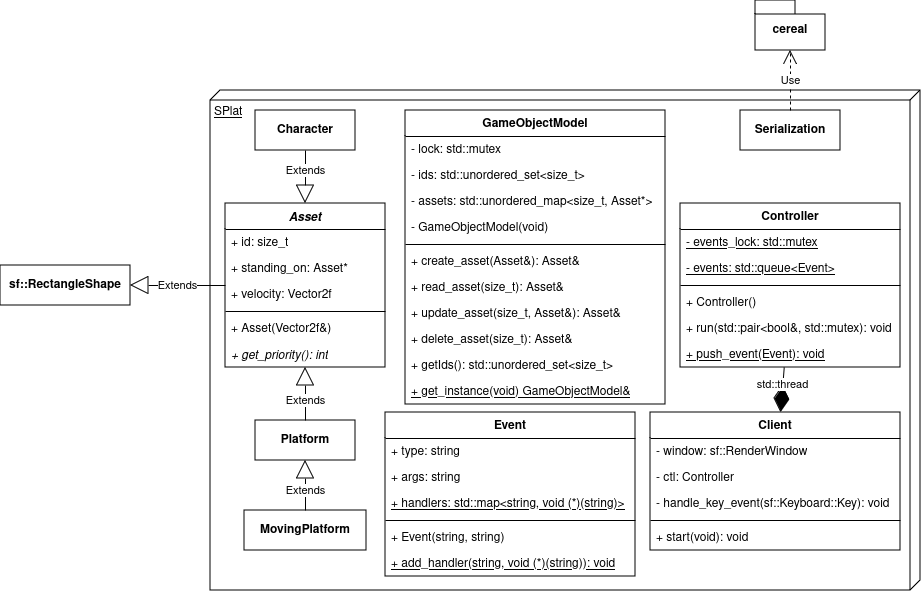 cereal
Use
SPlat
Character
Extends
Asset
+ id: size_t
+ standing_on: Asset*
+ velocity: Vector2f
+ Asset(Vector2f&)
+ get_priority(): int
sf::RectangleShape
Extends
Extends
Platform
Extends
MovingPlatform
GameObjectModel
- lock: std::mutex
- ids: std::unordered_set<size_t>
- assets: std::unordered_map<size_t, Asset*>
- GameObjectModel(void)
+ create_asset(Asset&): Asset&
+ read_asset(size_t): Asset&
+ update_asset(size_t, Asset&): Asset&
+ delete_asset(size_t): Asset&
+ getIds(): std::unordered_set<size_t>
+ get_instance(void) GameObjectModel&
Event
+ type: string
+ args: string
+ handlers: std::map<string, void (*)(string)>
+ Event(string, string)
+ add_handler(string, void (*)(string)): void
Serialization
Controller
- events_lock: std::mutex
- events: std::queue<Event>
+ Controller()
+ run(std::pair<bool&, std::mutex): void
+ push_event(Event): void
std::thread
Client
- window: sf::RenderWindow
- ctl: Controller
- handle_key_event(sf::Keyboard::Key): void
+ start(void): void